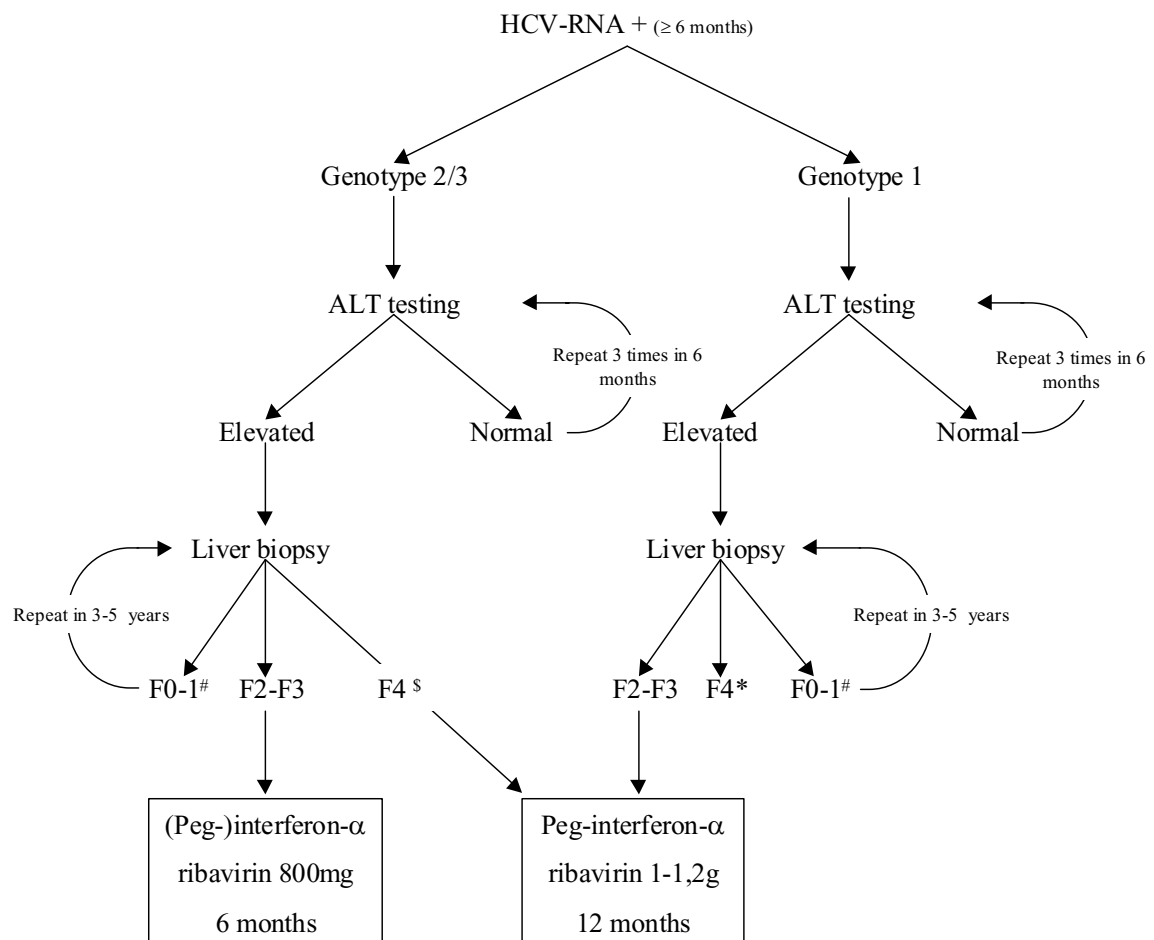 HCV-RNA + (≥ 6 months)
Genotype 2/3
Genotype 1
ALT testing
ALT testing
Repeat 3 times in 6
months
Repeat 3 times in 6
months
Elevated
Normal
Elevated
Normal
Liver biopsy
Liver biopsy
Repeat in 3-5 years
Repeat in 3-5 years
F0-1#
F2-F3
F4 $
F2-F3
F4*
F0-1#
(Peg-)interferon-α
ribavirin 800mg
6 months
Peg-interferon-α
ribavirin 1-1,2g
12 months